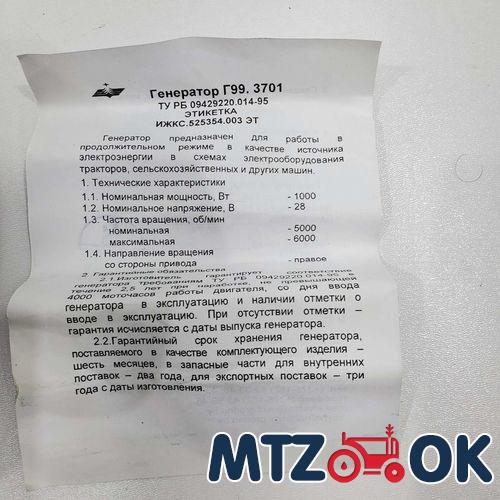 Генератор Г99. 3701
ТУ РБ 09429220.014-95
ЭТИКЕТКА
ИЖКС.525354.003 ЭТ
Генератор предназначен для работы в
продолжительном режиме в качестве источника
электроэнергии в схемах электрооборудования
тракторов, сельскохозяйственных и других машин.
1. Технические характеристики
1.1. Номинальная мощность, Вт - 1000
1.2. Номинальное напряжение, В - 28
1.3. Частота вращения, об/мин
номинальная - 5000
максимальная - 6000
1.4. Направление вращения
со стороны привода - правое
2. Гарантийные обязательства
2.1.Изготовитель гарантирует соответствие
генератора требованиям ТУ РБ 09429220.014-95 в
течение 2,5 лет при наработке, не превышающей
4000 моточасов работы двигателя, со дня ввода
генератора в эксплуатацию и наличии отметки о
вводе в эксплуатацию. При отсутствии отметки –
гарантия исчисляется с даты выпуска генератора.
2.2.Гарантийный срок хранения генератора,
поставляемого в качестве комплектующего изделия –
шесть месяцев, в запасные части для внутренних
поставок – два года, для экспортных поставок – три
года с даты изготовления.
MTZ OK